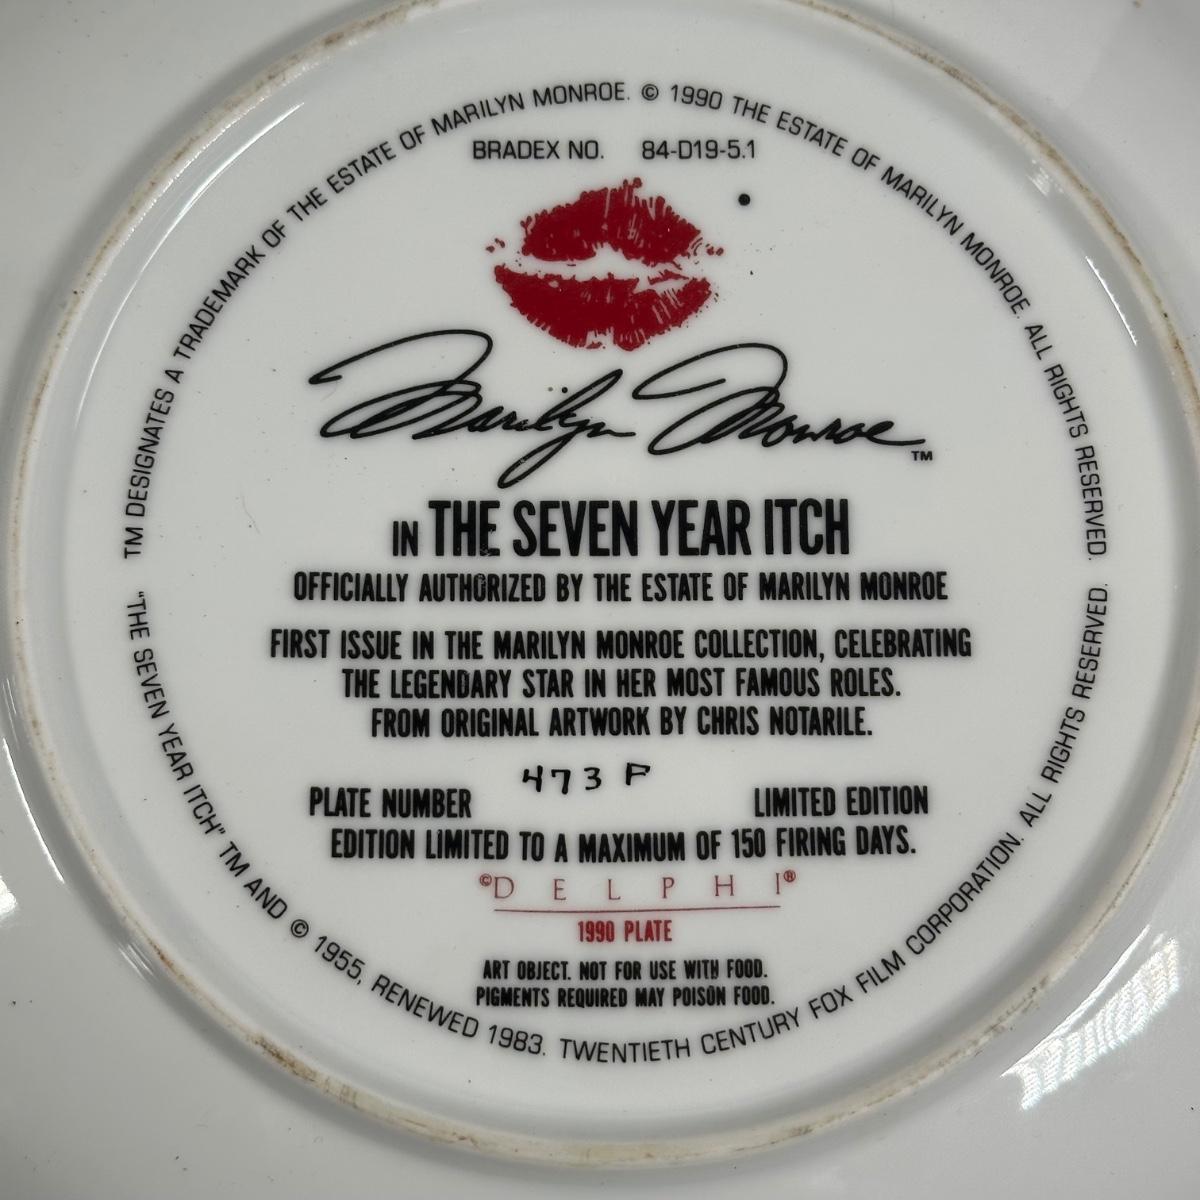 TM DESIGNATES A TRADEMARK OF THE ESTATE OF MARILYN MONROE. © 1990 THE ESTATE OF MARILYN MONROE. ALL RIGHTS RESERVED.
BRADEX NO. 84-D19-5.1
Marilyn Monroe TM
IN THE SEVEN YEAR ITCH
OFFICIALLY AUTHORIZED BY THE ESTATE OF MARILYN MONROE
FIRST ISSUE IN THE MARILYN MONROE COLLECTION, CELEBRATING
THE LEGENDARY STAR IN HER MOST FAMOUS ROLES.
FROM ORIGINAL ARTWORK BY CHRIS NOTARILE.
473 F
PLATE NUMBER LIMITED EDITION
EDITION LIMITED TO A MAXIMUM OF 150 FIRING DAYS.
©DELPHI®
1990 PLATE
ART OBJECT. NOT FOR USE WITH FOOD.
PIGMENTS REQUIRED MAY POISON FOOD.
"THE SEVEN YEAR ITCH" TM AND © 1955, RENEWED 1983. TWENTIETH CENTURY FOX FILM CORPORATION. ALL RIGHTS RESERVED.